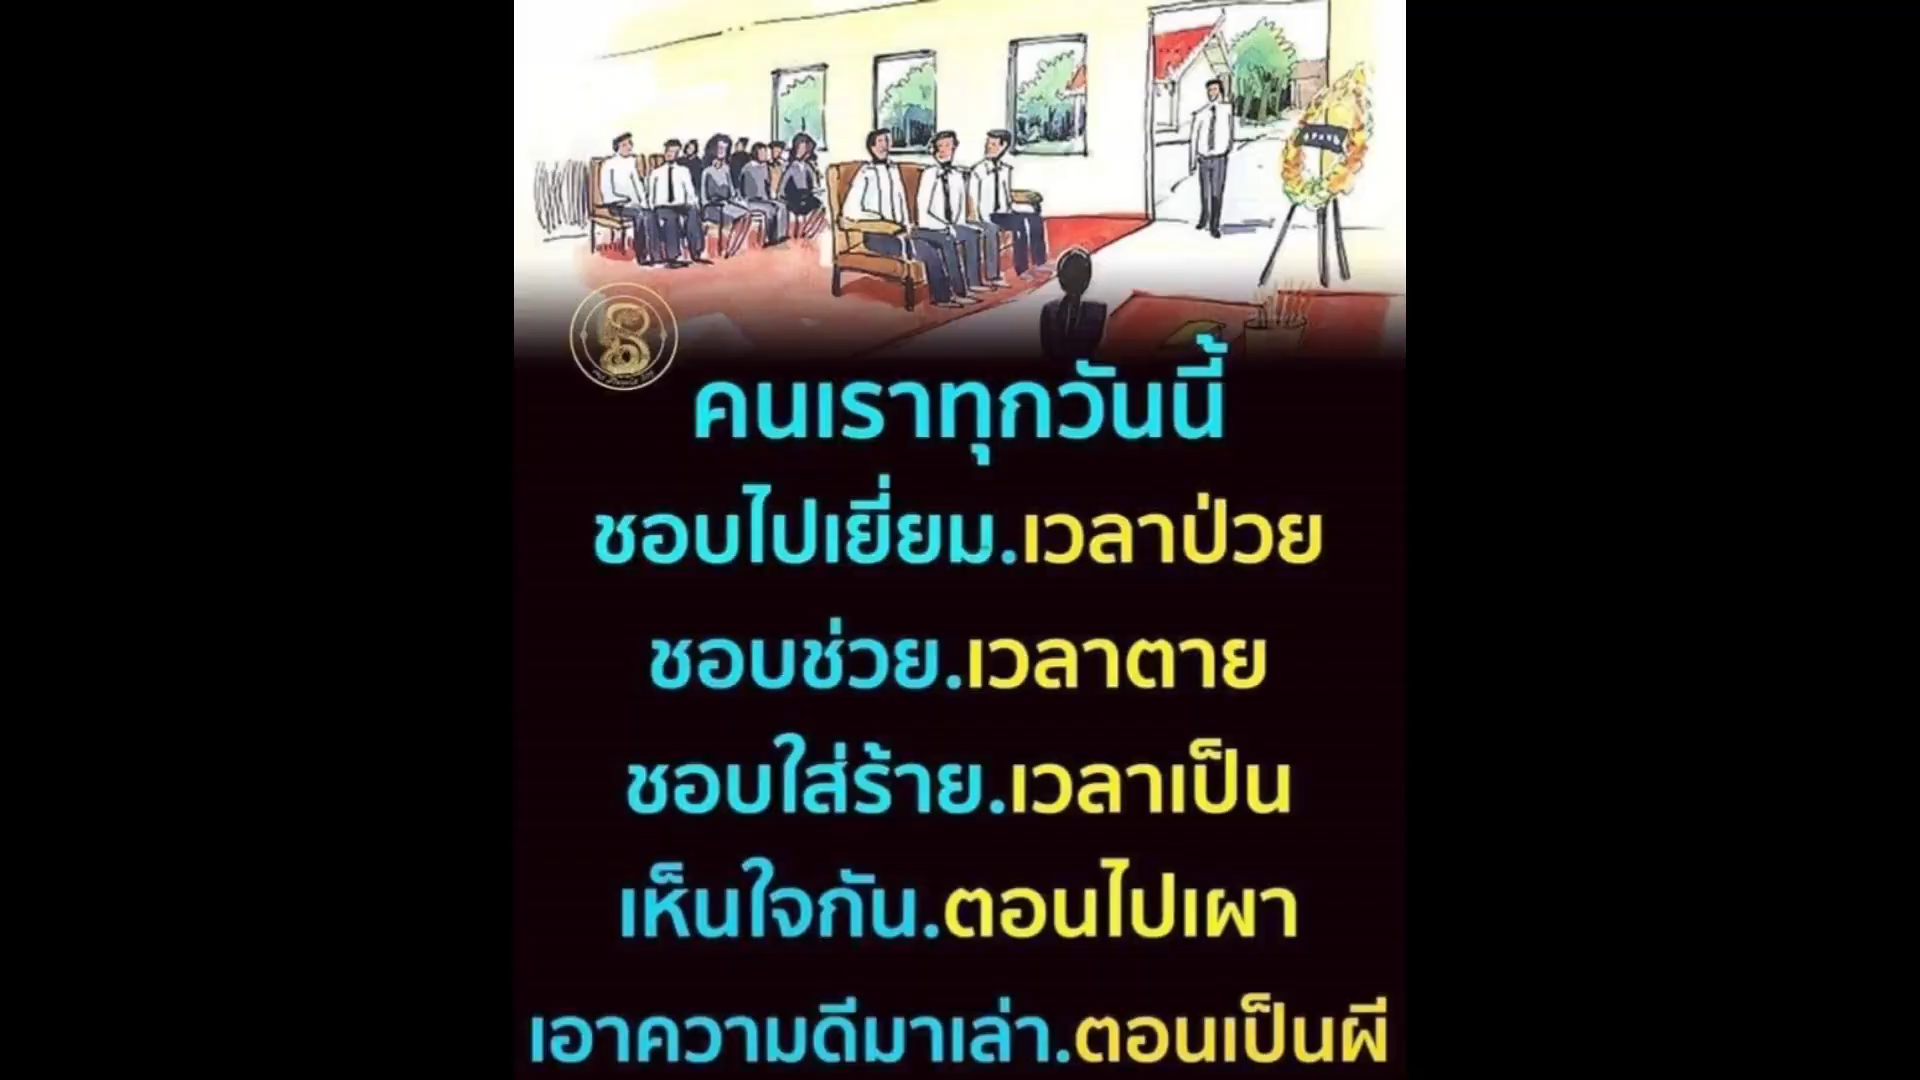 คนเราทุกวันนี้
ชอบไปเยี่ยม.เวลาป่วย
ชอบช่วย.เวลาตาย
ชอบใส่ร้าย.เวลาเป็น
เห็นใจกัน.ตอนไปเผา
เอาความดีมาเล่า.ตอนเป็นผี